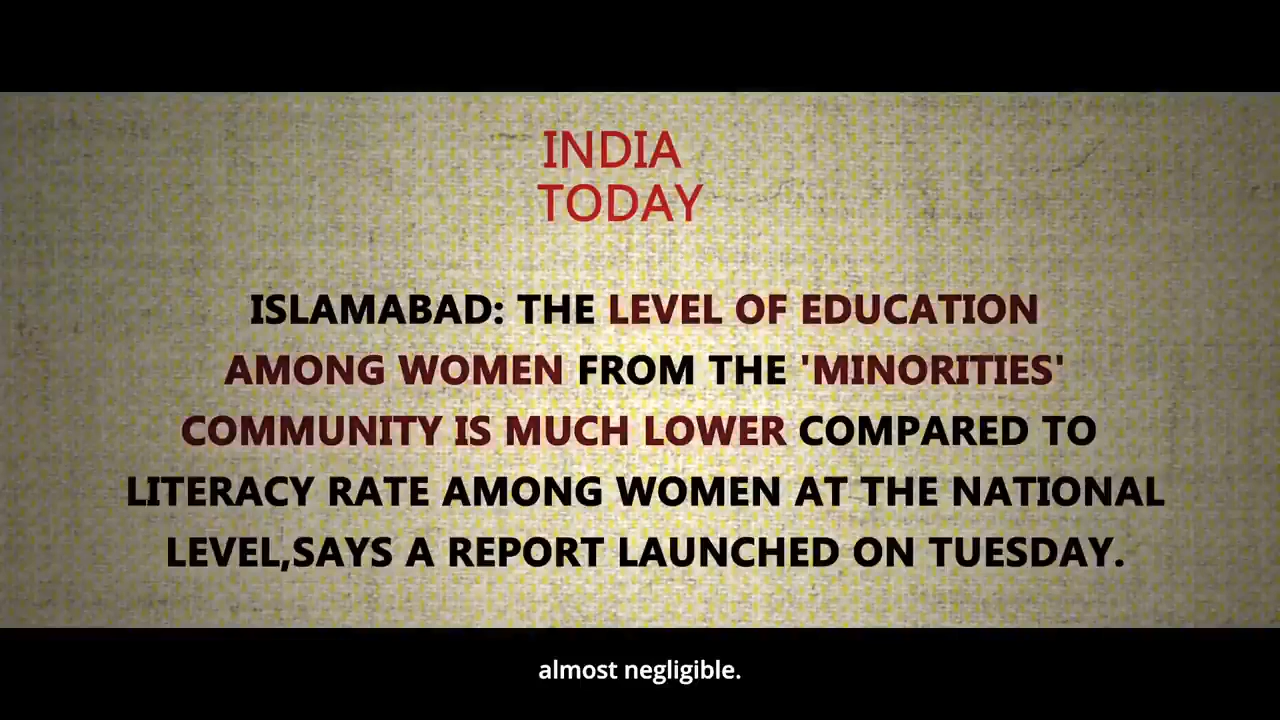 INDIA
TODAY
ISLAMABAD: THE LEVEL OF EDUCATION
AMONG WOMEN FROM THE 'MINORITIES'
COMMUNITY IS MUCH LOWER COMPARED TO
LITERACY RATE AMONG WOMEN AT THE NATIONAL
LEVEL,SAYS A REPORT LAUNCHED ON TUESDAY.
almost negligible.